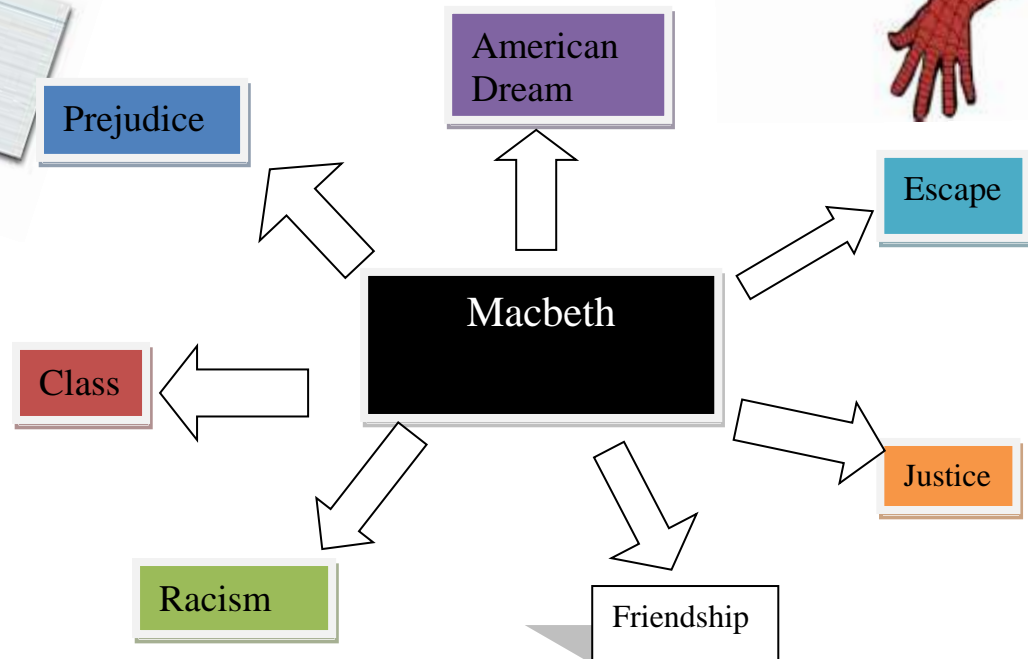 American
Dream
Prejudice
Escape
Macbeth
Class
Justice
Racism
Friendship